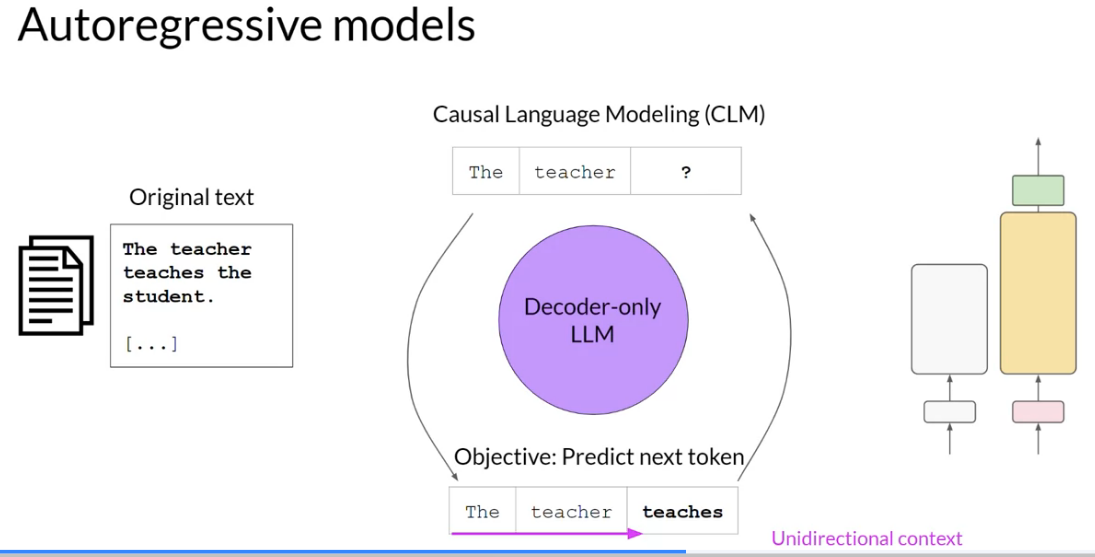 Autoregressive models
Causal Language Modeling (CLM)
The teacher ?
Original text
The teacher
teaches the
student.
[...]
Decoder-only
LLM
Objective: Predict next token
The teacher teaches
Unidirectional context